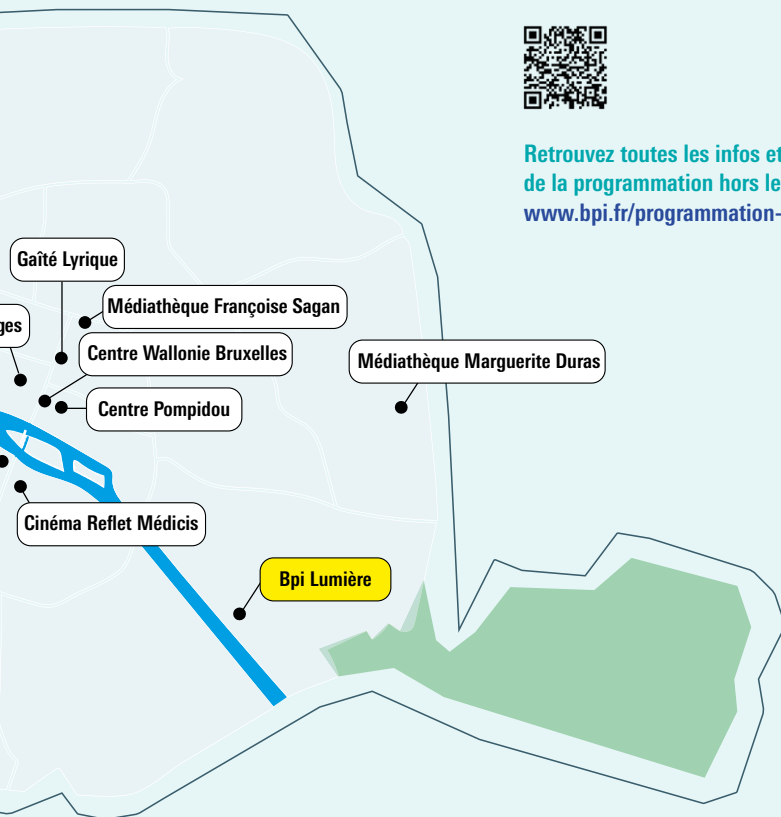 Retrouvez toutes les infos et
de la programmation hors le
www.bpi.fr/programmation-
Gaîté Lyrique
Médiathèque Françoise Sagan
ges
Centre Wallonie Bruxelles
Médiathèque Marguerite Duras
Centre Pompidou
Cinéma Reflet Médicis
Bpi Lumière